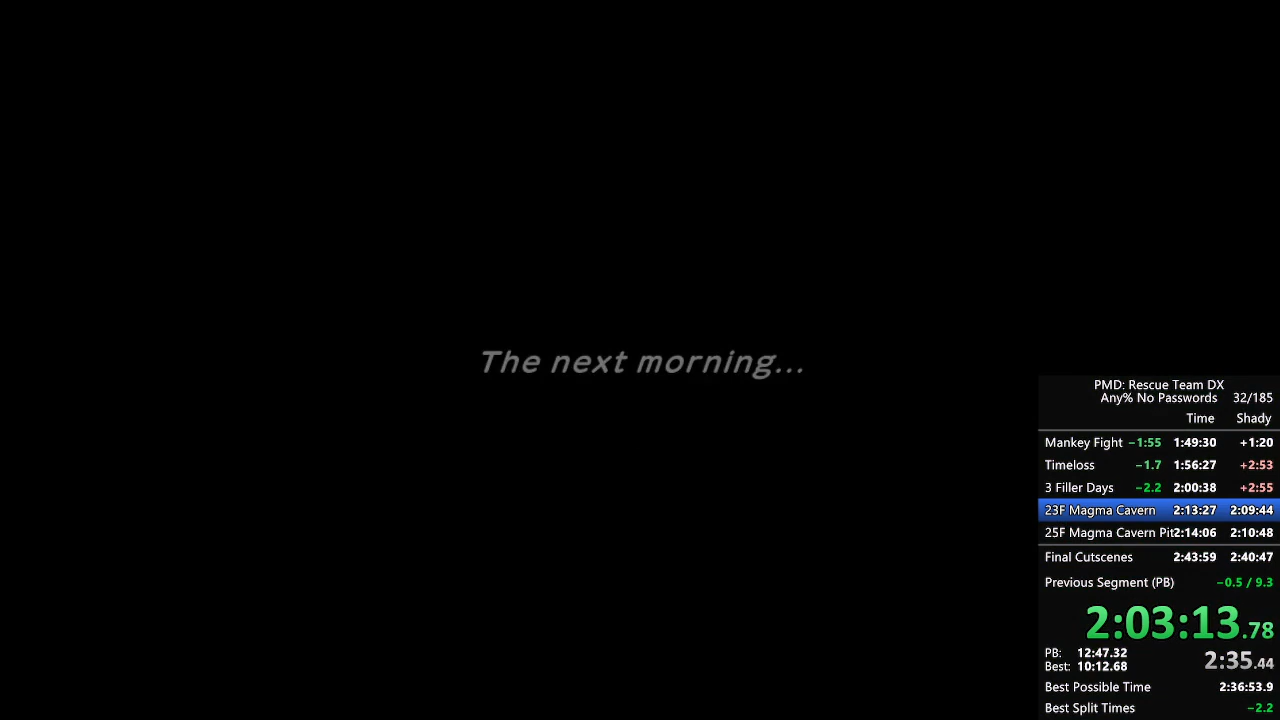 The next morning...
PMD: Rescue Team DX
Any% No Passwords 32/185
Time Shady
Mankey Fight −1:55 1:49:30 +1:20
Timeloss −1.7 1:56:27 +2:53
3 Filler Days −2.2 2:00:38 +2:55
23F Magma Cavern 2:13:27 2:09:44
25F Magma Cavern Pit 2:14:06 2:10:48
Final Cutscenes 2:43:59 2:40:47
Previous Segment (PB) −0.5 / 9.3
2:03:13.78
PB: 12:47.32
Best: 10:12.68
2:35.44
Best Possible Time 2:36:53.9
Best Split Times −2.2